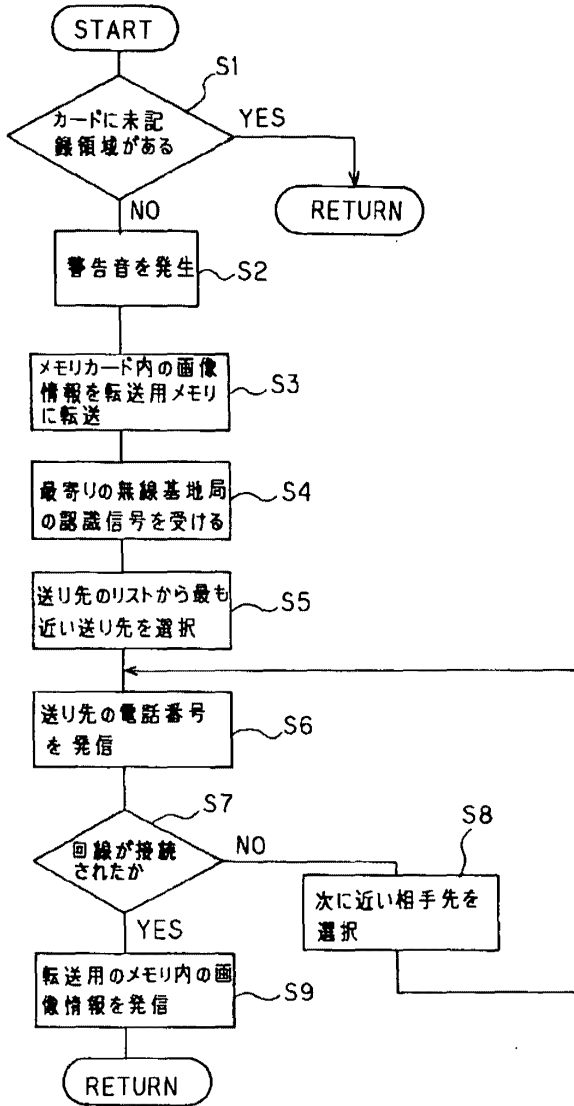 START
S1
カードに未記
録領域がある
YES
RETURN
NO
警告音を発生
S2
メモリカード内の画像
情報を転送用メモリ
に転送
S3
最寄りの無線基地局
の認識信号を受ける
S4
送り先のリストから最も
近い送り先を選択
S5
送り先の電話番号
を発信
S6
S7
回線が接続
されたか
NO
S8
次に近い相手先を
選択
YES
転送用のメモリ内の画
像情報を発信
S9
RETURN